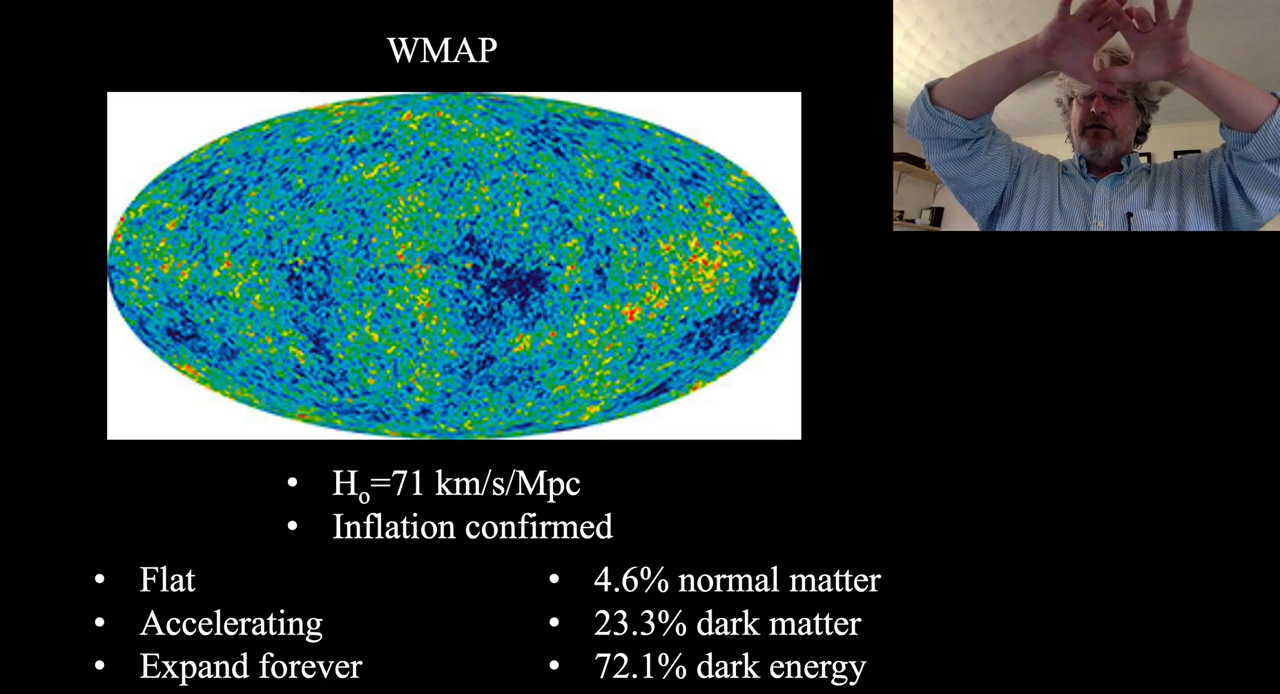 WMAP
• H₀=71 km/s/Mpc
• Inflation confirmed
• Flat
• Accelerating
• Expand forever
• 4.6% normal matter
• 23.3% dark matter
• 72.1% dark energy